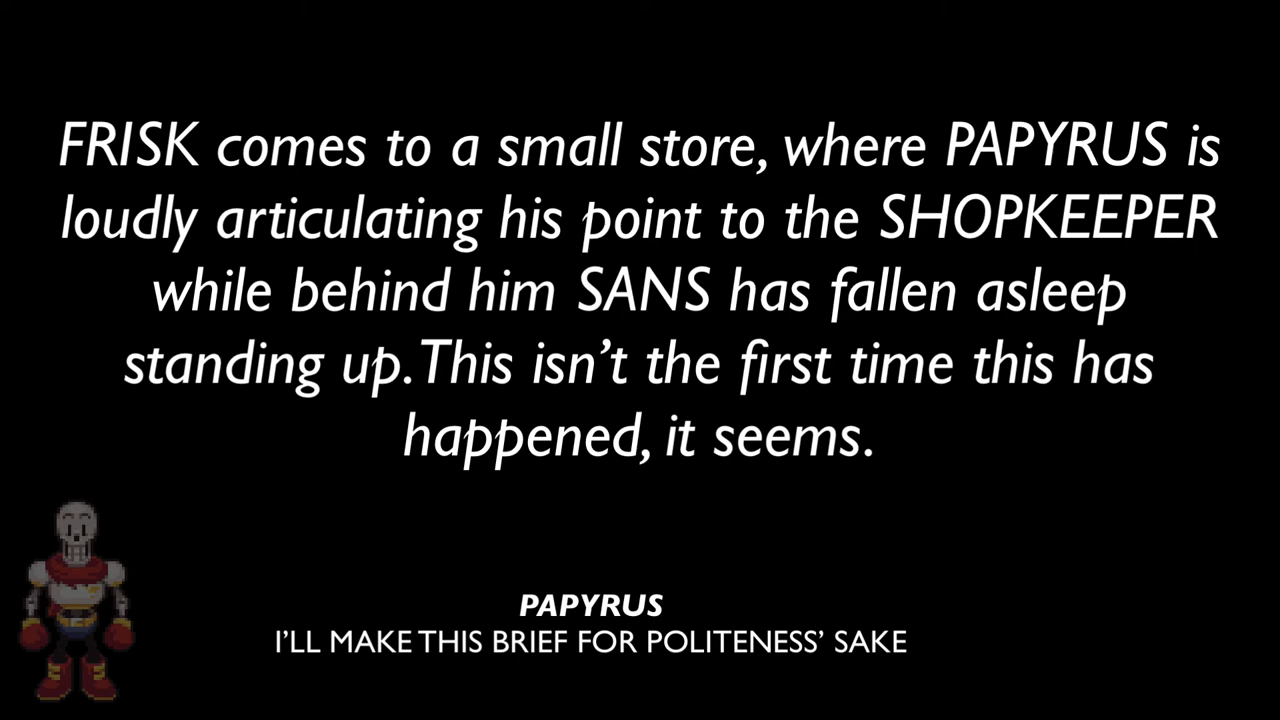 FRISK comes to a small store, where PAPYRUS is
loudly articulating his point to the SHOPKEEPER
while behind him SANS has fallen asleep
standing up. This isn’t the first time this has
happened, it seems.
PAPYRUS
I’LL MAKE THIS BRIEF FOR POLITENESS’ SAKE